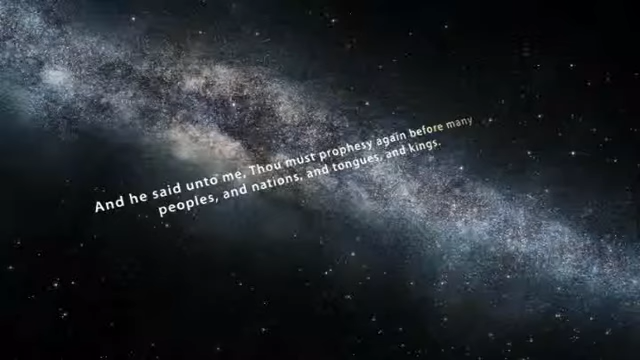 And he said unto me, Thou must prophesy again before many
peoples, and nations, and tongues, and kings.